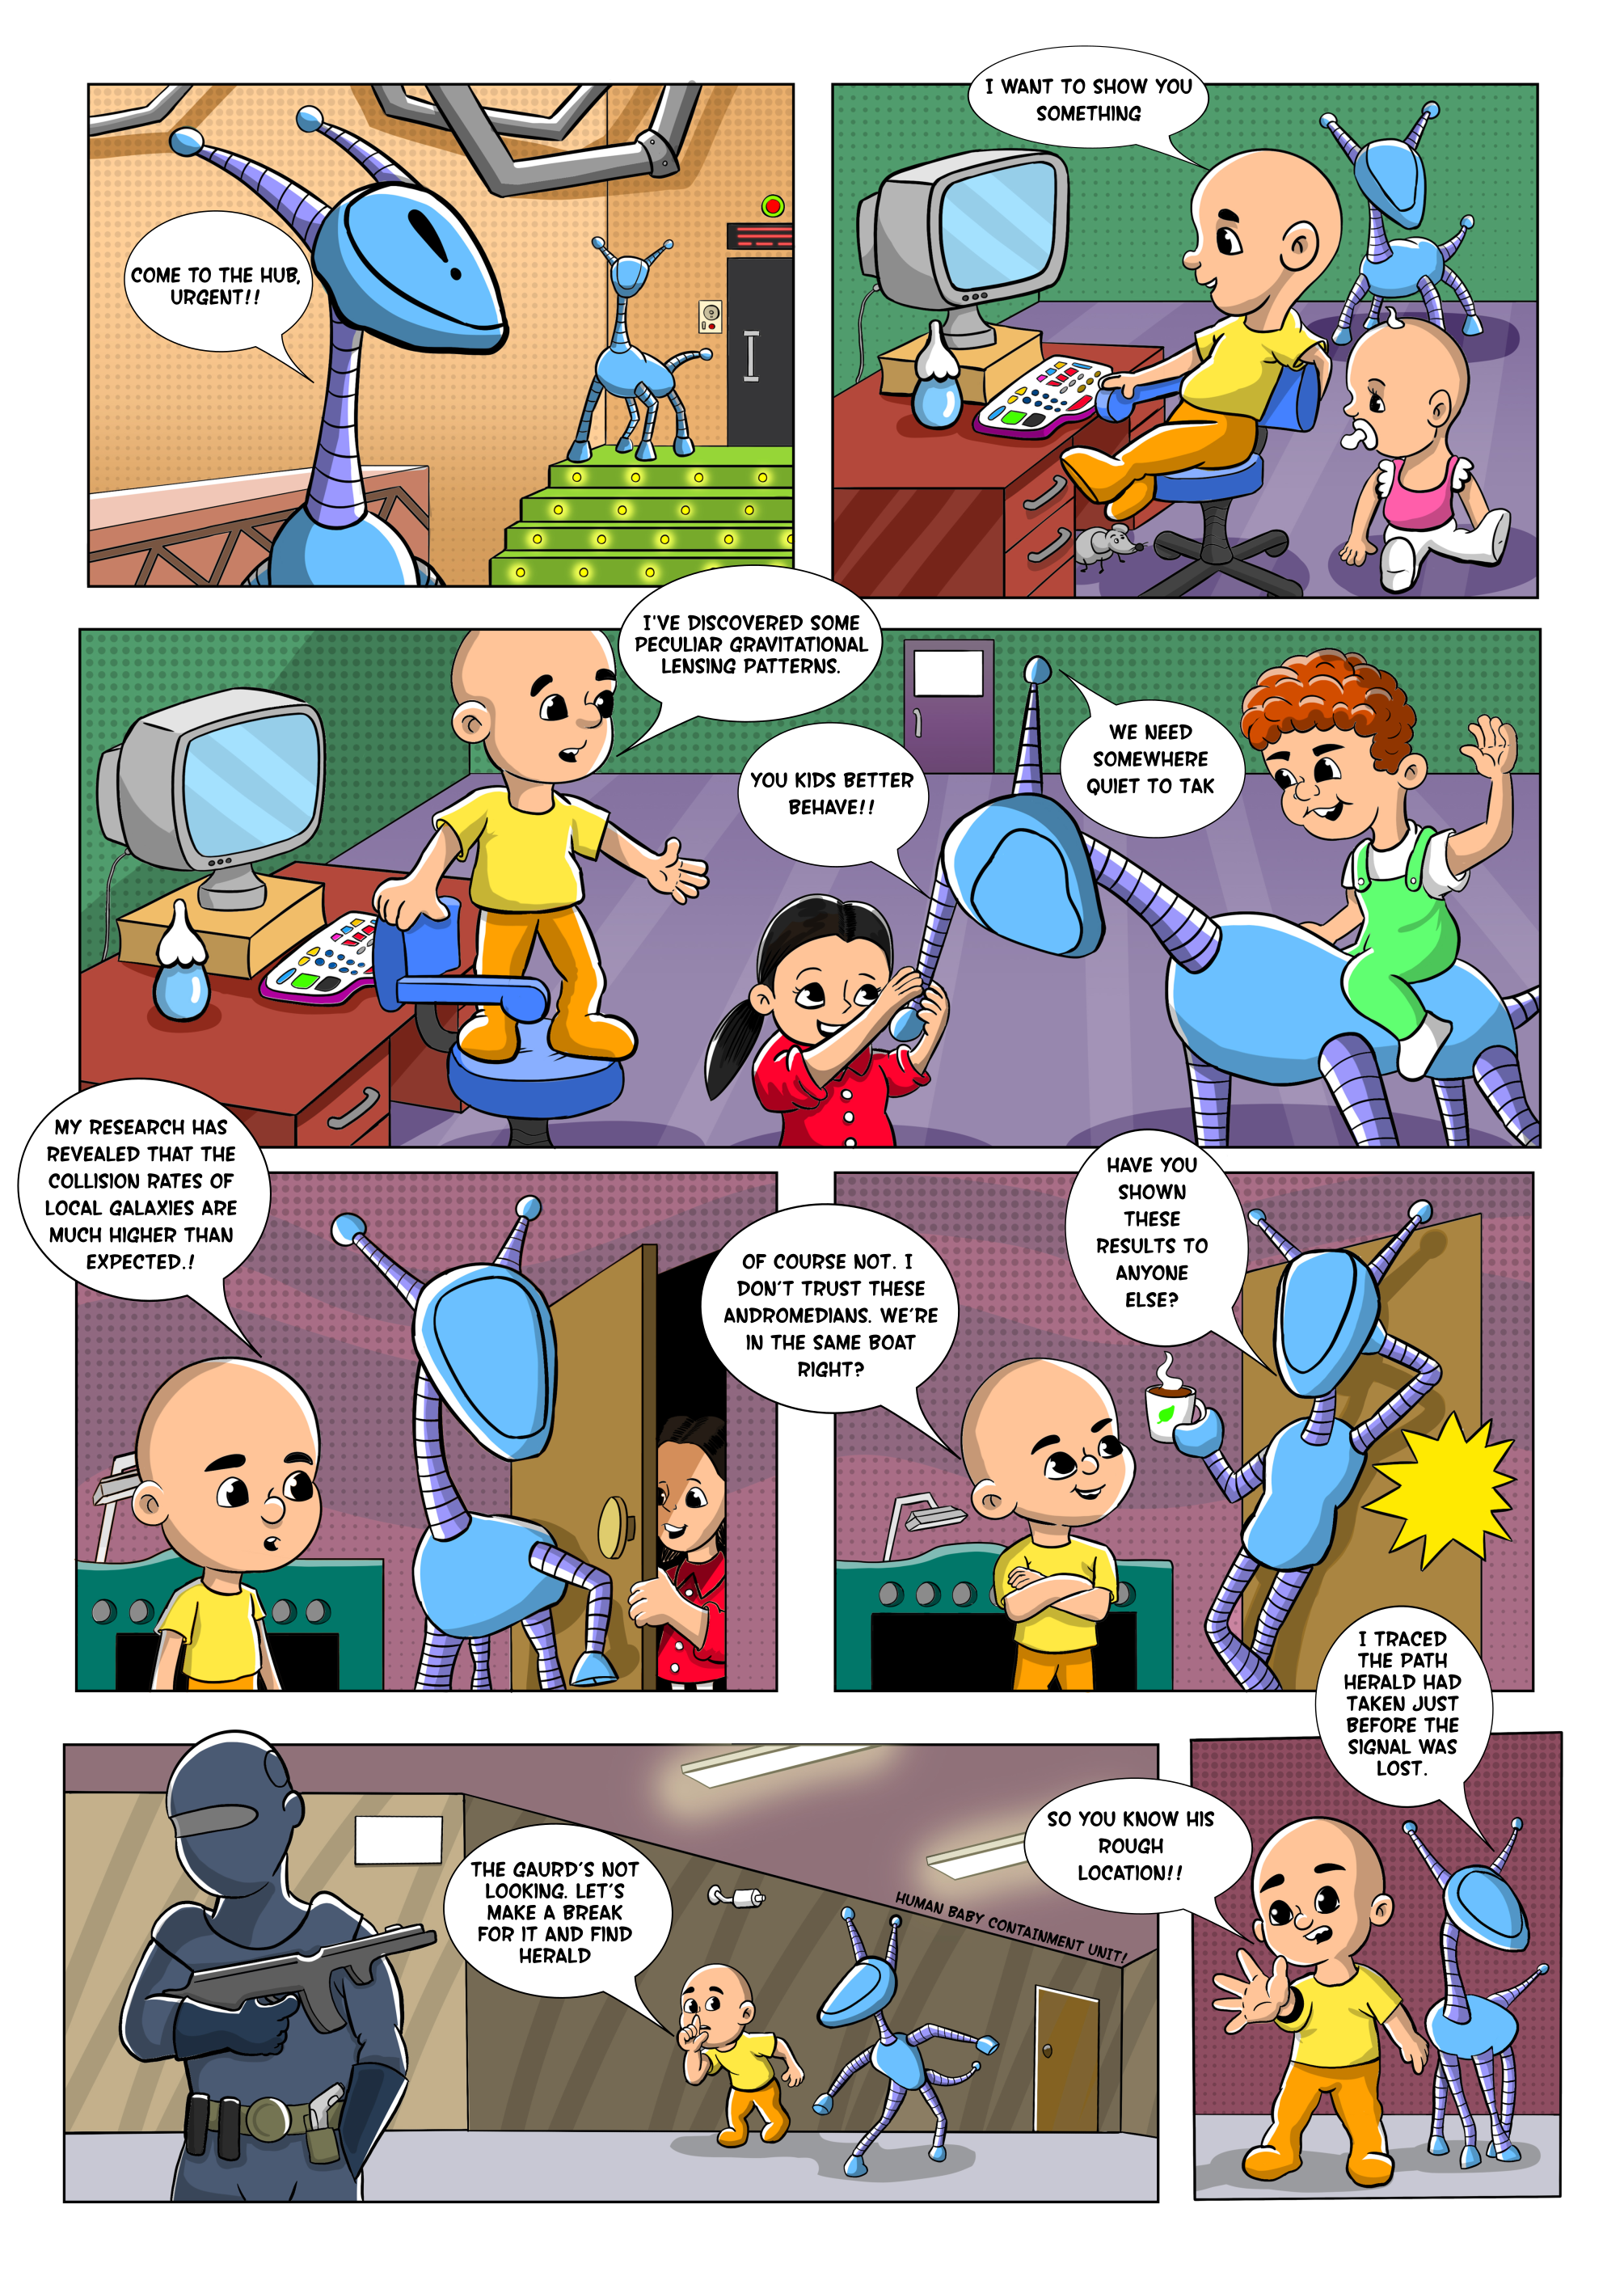 COME TO THE HUB,
URGENT!!
I WANT TO SHOW YOU
SOMETHING
I'VE DISCOVERED SOME
PECULIAR GRAVITATIONAL
LENSING PATTERNS.
YOU KIDS BETTER
BEHAVE!!
WE NEED
SOMEWHERE
QUIET TO TAK
MY RESEARCH HAS
REVEALED THAT THE
COLLISION RATES OF
LOCAL GALAXIES ARE
MUCH HIGHER THAN
EXPECTED.!
HAVE YOU
SHOWN
THESE
RESULTS TO
ANYONE
ELSE?
OF COURSE NOT. I
DON'T TRUST THESE
ANDROMEDIANS. WE'RE
IN THE SAME BOAT
RIGHT?
THE GAURD'S NOT
LOOKING. LET'S
MAKE A BREAK
FOR IT AND FIND
HERALD
HUMAN BABY CONTAINMENT UNIT!
I TRACED
THE PATH
HERALD HAD
TAKEN JUST
BEFORE THE
SIGNAL WAS
LOST.
SO YOU KNOW HIS
ROUGH
LOCATION!!